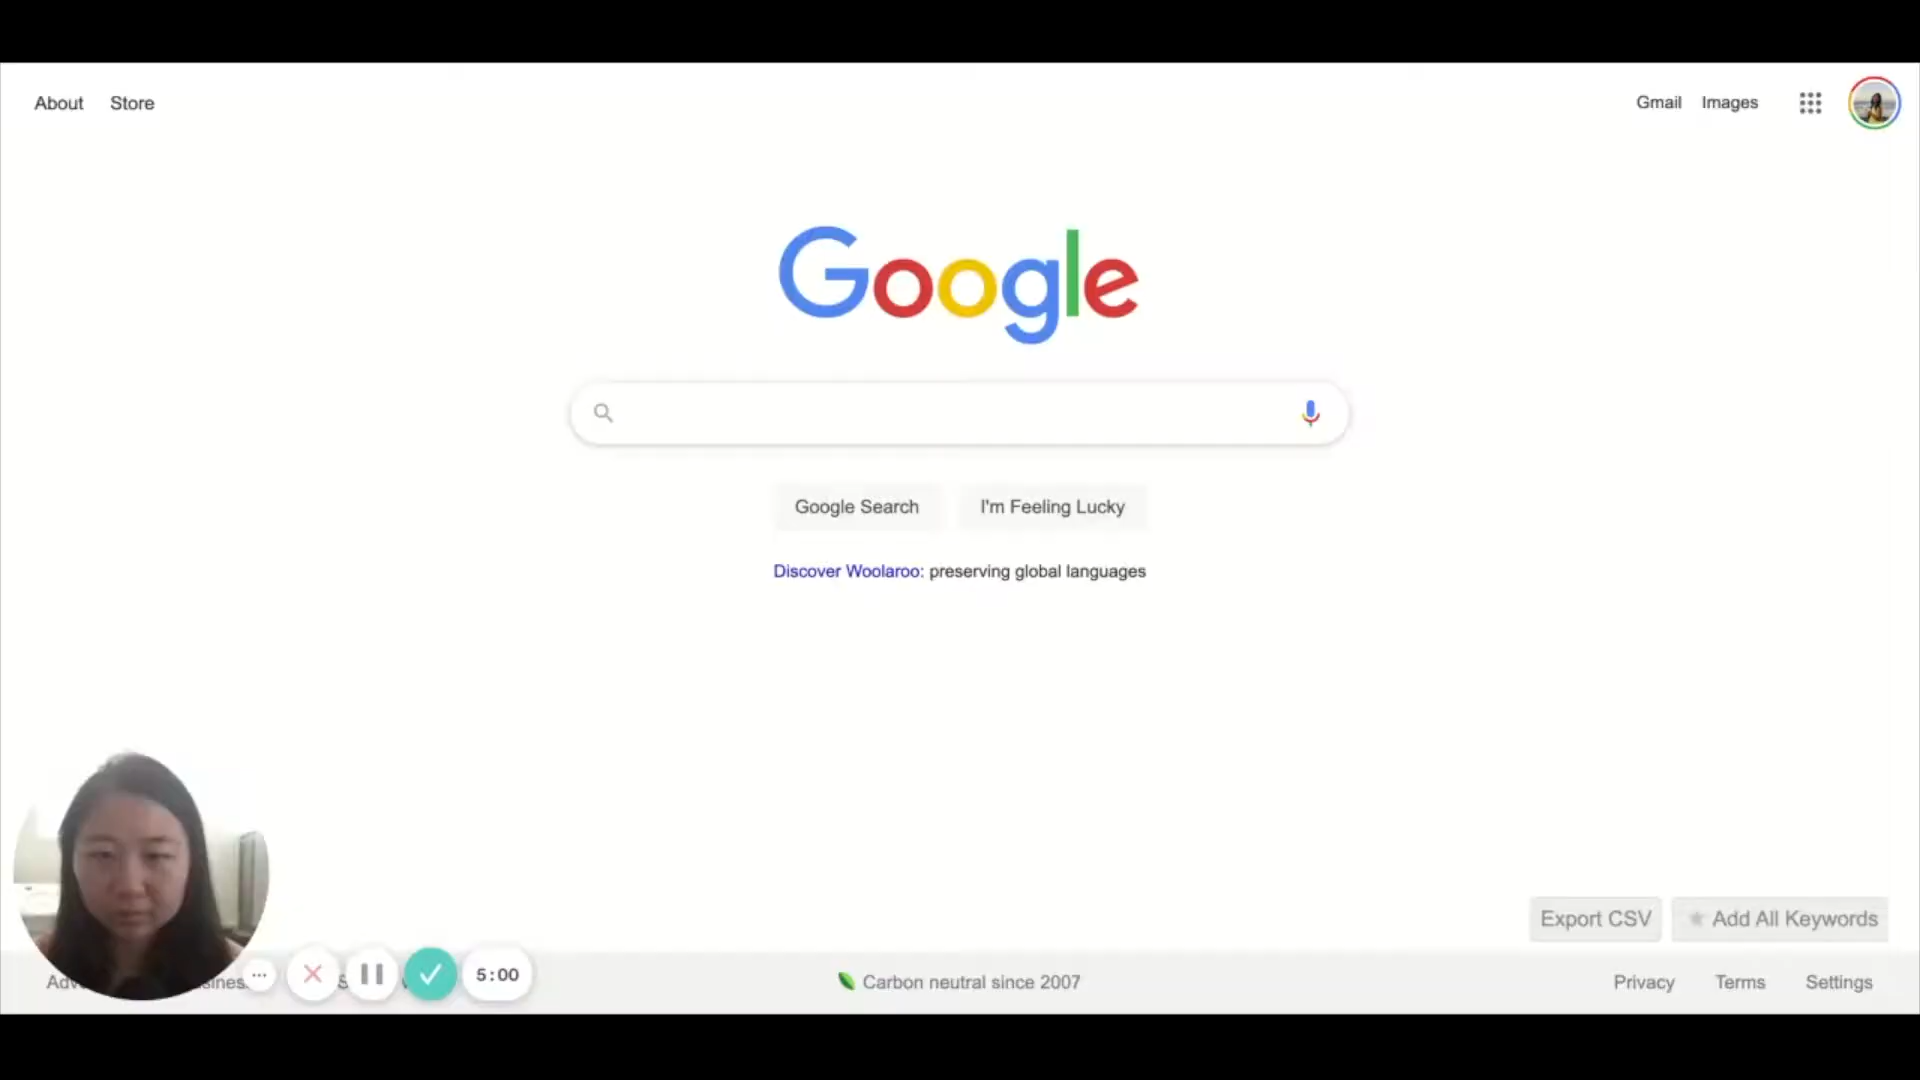 About Store
Gmail Images
Google
Google Search I'm Feeling Lucky
Discover Woolaroo: preserving global languages
Export CSV Add All Keywords
5:00
Carbon neutral since 2007
Privacy Terms Settings